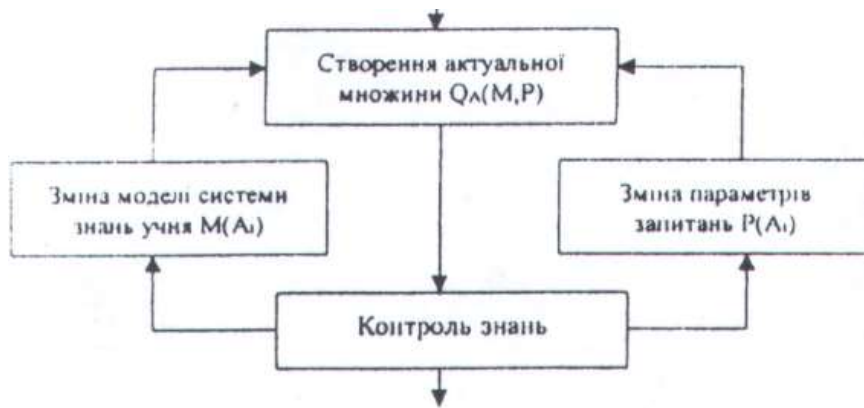 Створення актуальної
множини QA(M,P)
Зміна моделі системи
знань учня M(Ai)
Зміна параметрів
запитань P(Ai)
Контроль знань